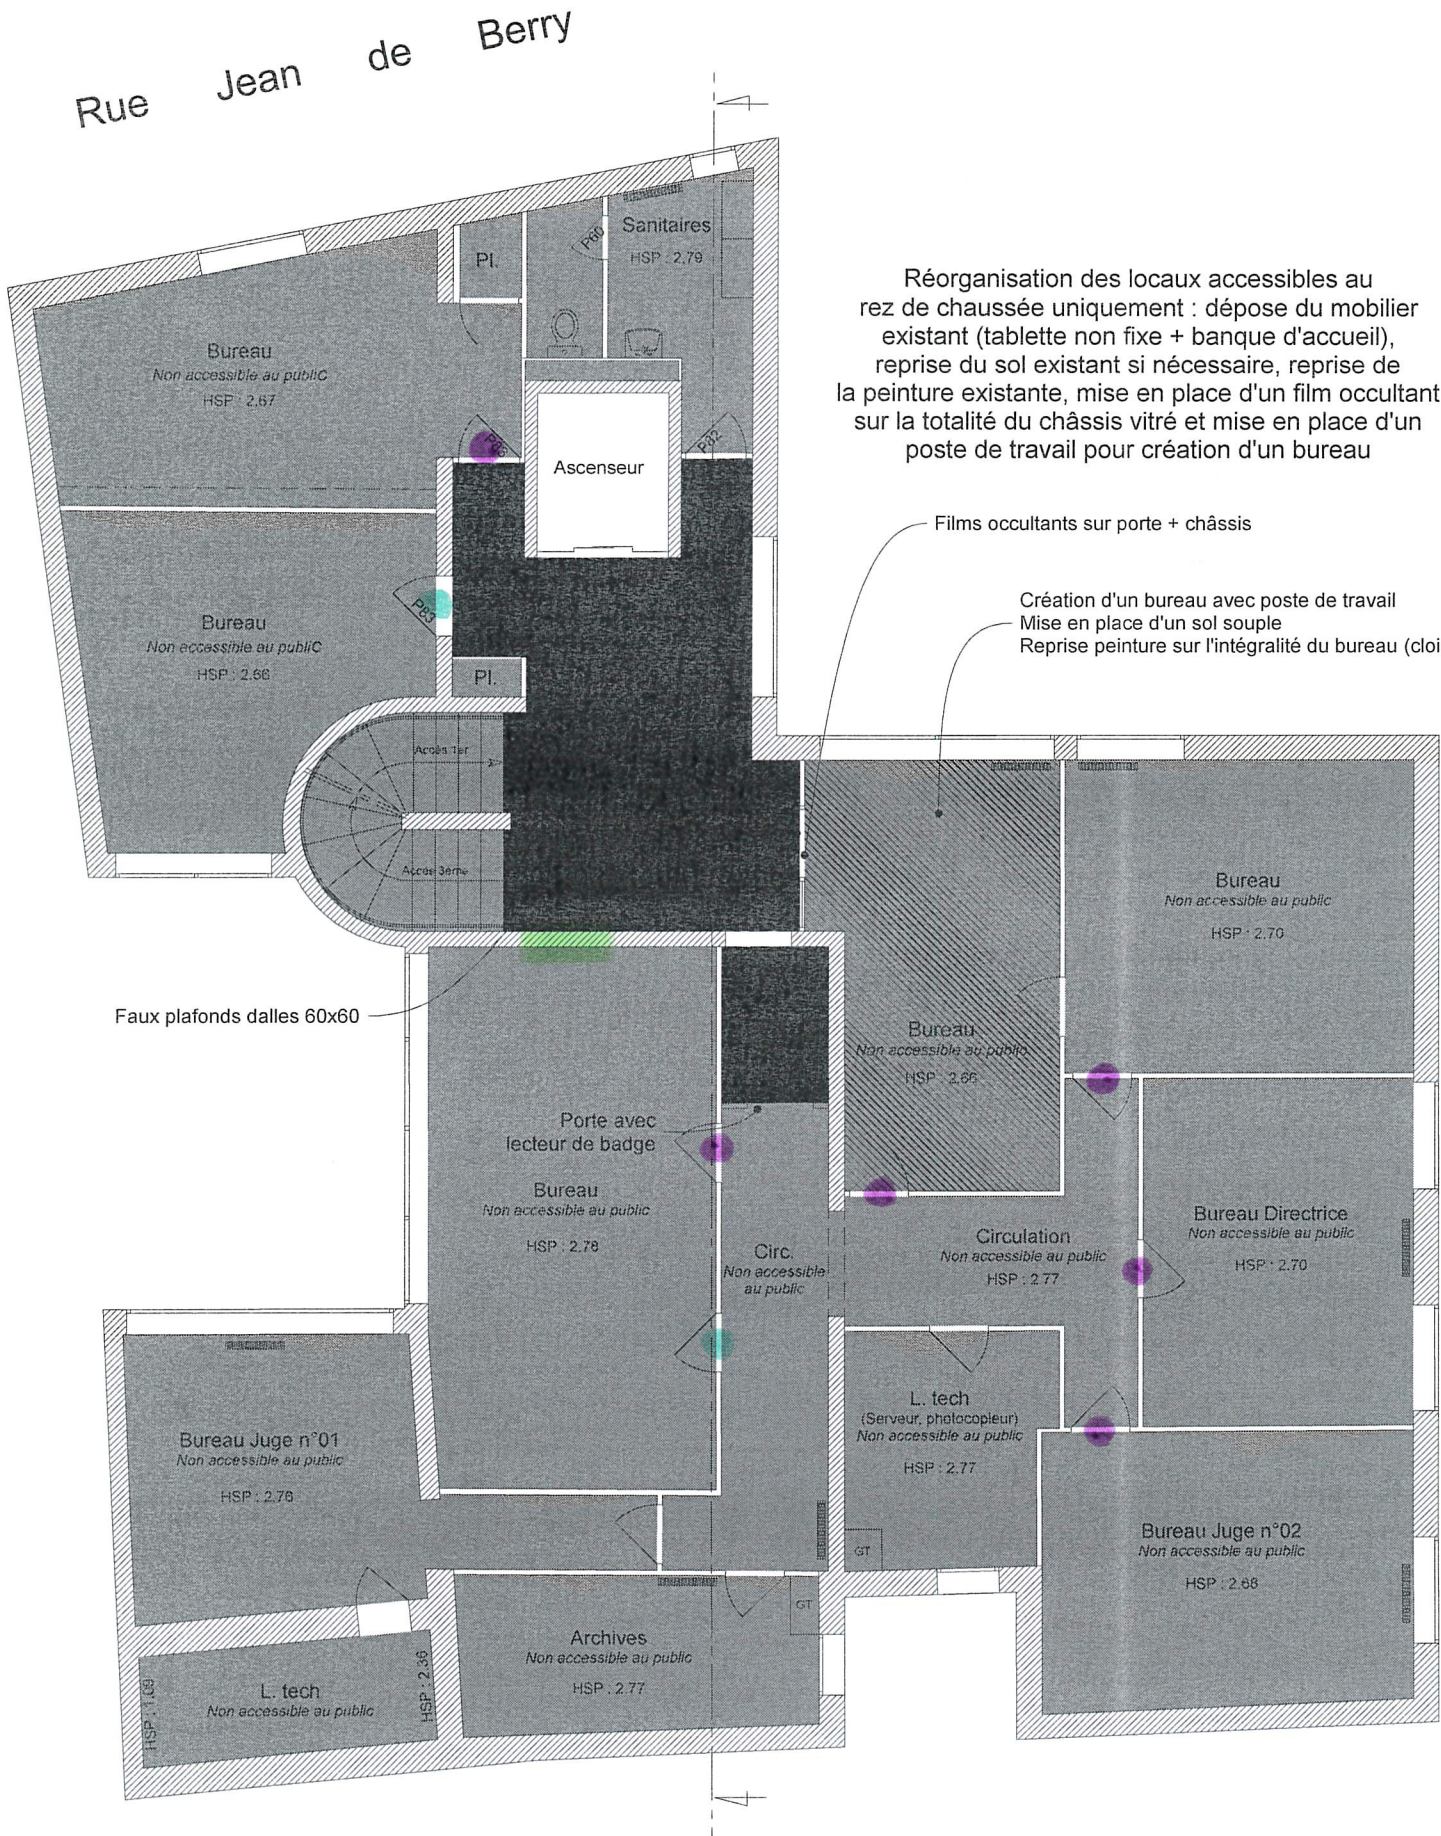 Rue Jean de Berry
Sanitaires
HSP : 2.79
P60
Pl.
Réorganisation des locaux accessibles au
rez de chaussée uniquement : dépose du mobilier
existant (tablette non fixe + banque d'accueil),
reprise du sol existant si nécessaire, reprise de
la peinture existante, mise en place d'un film occultant
sur la totalité du châssis vitré et mise en place d'un
poste de travail pour création d'un bureau
Bureau
Non accessible au publiC
HSP : 2.67
P82
Ascenseur
Films occultants sur porte + châssis
Création d'un bureau avec poste de travail
Mise en place d'un sol souple
Reprise peinture sur l'intégralité du bureau (cloi
P83
Bureau
Non accessible au publiC
HSP : 2.66
Pl.
Accès 1er
Accès 3eme
Bureau
Non accessible au public
HSP : 2.70
Faux plafonds dalles 60x60
Bureau
Non accessible au public
HSP : 2.66
Porte avec
lecteur de badge
Bureau
Non accessible au public
HSP : 2.78
Circ.
Non accessible
au public
Circulation
Non accessible au public
HSP : 2.77
Bureau Directrice
Non accessible au public
HSP : 2.70
L. tech
(Serveur, photocopieur)
Non accessible au public
HSP : 2.77
GT
Bureau Juge n°01
Non accessible au public
HSP : 2.76
Bureau Juge n°02
Non accessible au public
HSP : 2.68
GT
Archives
Non accessible au public
HSP : 2.77
L. tech
Non accessible au public
HSP : 2.36